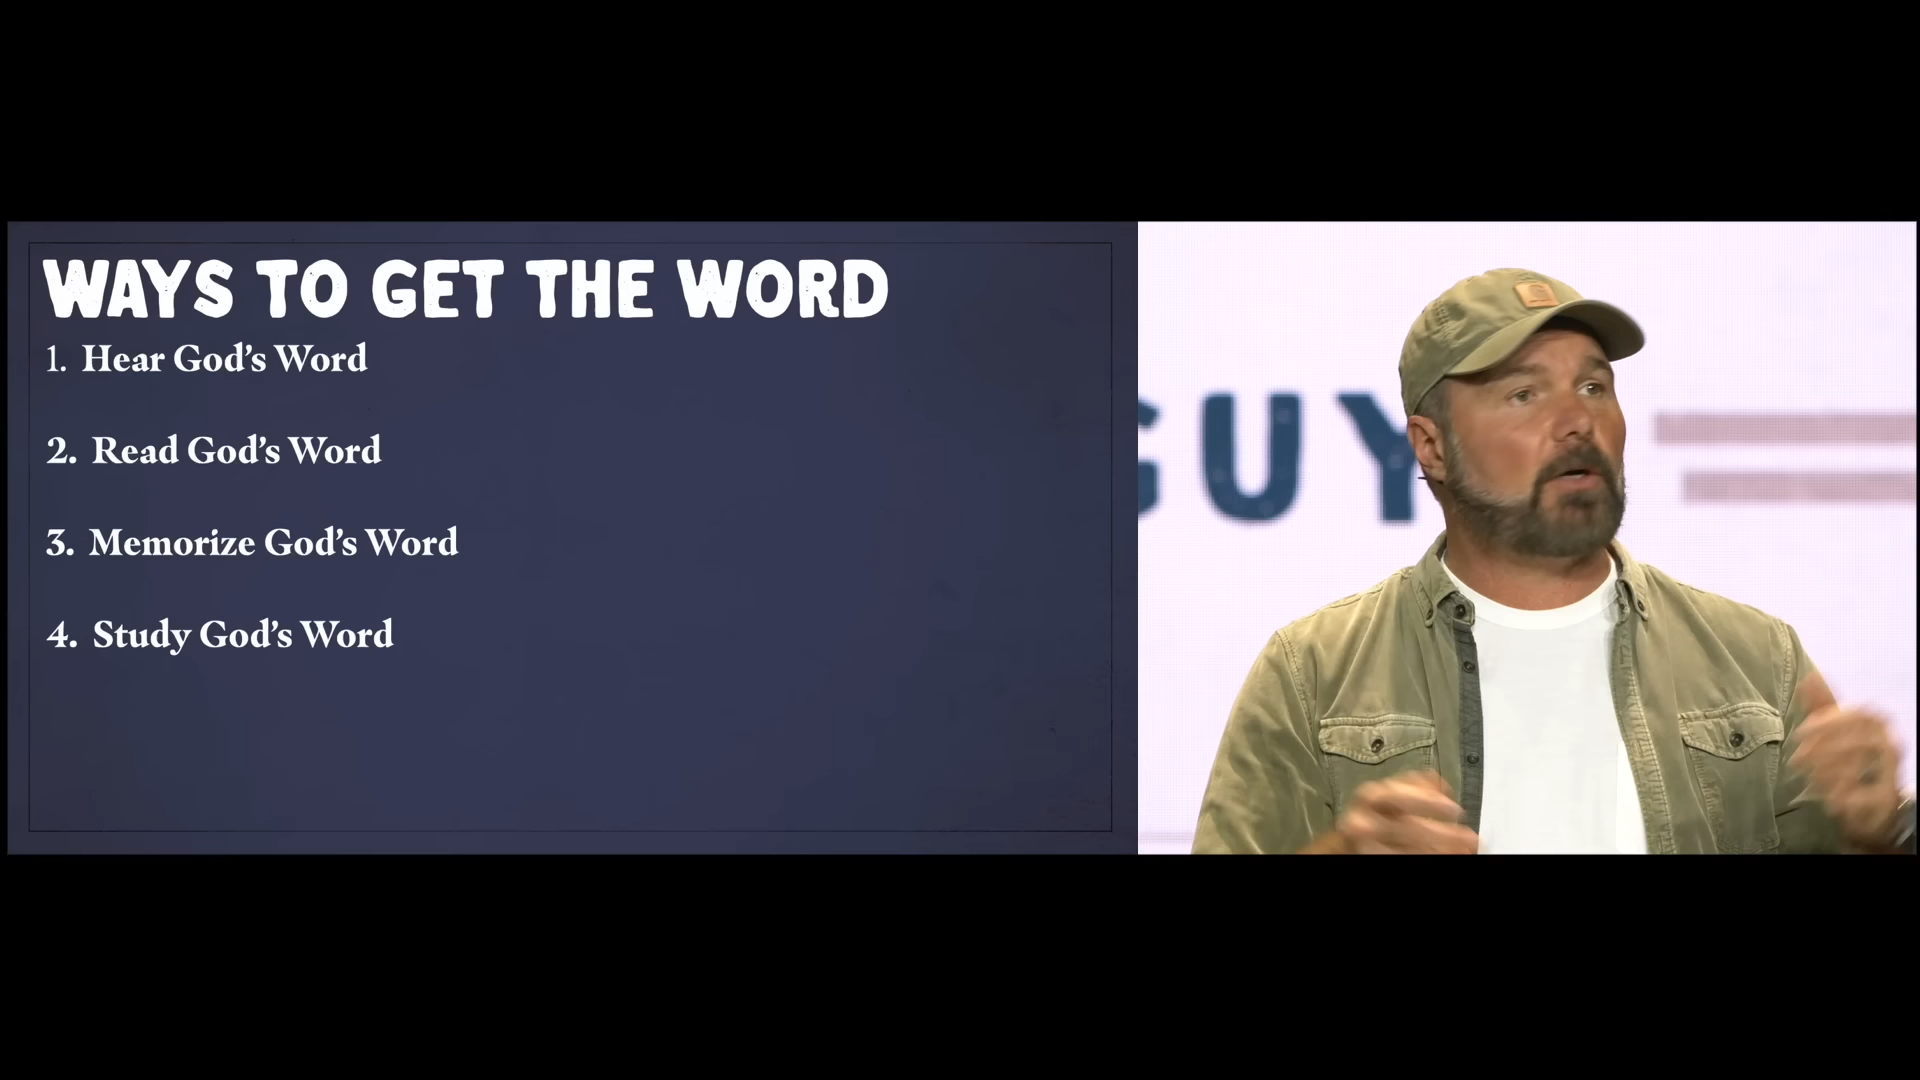 WAYS TO GET THE WORD
1. Hear God's Word
2. Read God's Word
3. Memorize God's Word
4. Study God's Word
GUY